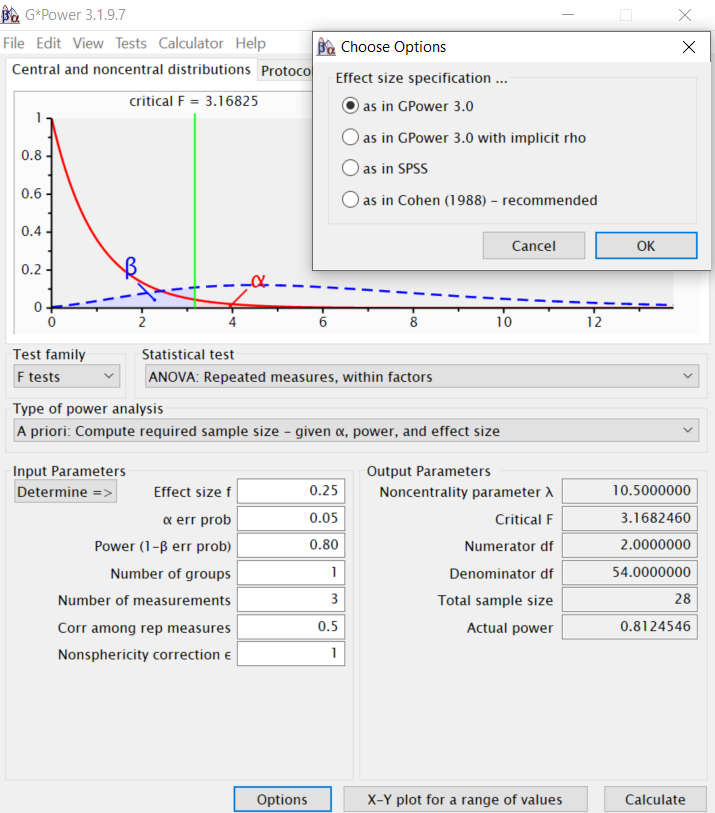 G*Power 3.1.9.7
File Edit View Tests Calculator Help
Central and noncentral distributions
Protoco
Choose Options
Effect size specification ...
as in GPower 3.0
as in GPower 3.0 with implicit rho
as in SPSS
as in Cohen (1988) – recommended
Cancel
OK
critical F = 3.16825
1
0.8
0.6
0.4
0.2
0
β
α
0 2 4 6 8 10 12
Test family
F tests
Statistical test
ANOVA: Repeated measures, within factors
Type of power analysis
A priori: Compute required sample size – given α, power, and effect size
Input Parameters
Determine =>
Effect size f 0.25
α err prob 0.05
Power (1-β err prob) 0.80
Number of groups 1
Number of measurements 3
Corr among rep measures 0.5
Nonsphericity correction ϵ 1
Output Parameters
Noncentrality parameter λ 10.5000000
Critical F 3.1682460
Numerator df 2.0000000
Denominator df 54.0000000
Total sample size 28
Actual power 0.8124546
Options
X-Y plot for a range of values
Calculate